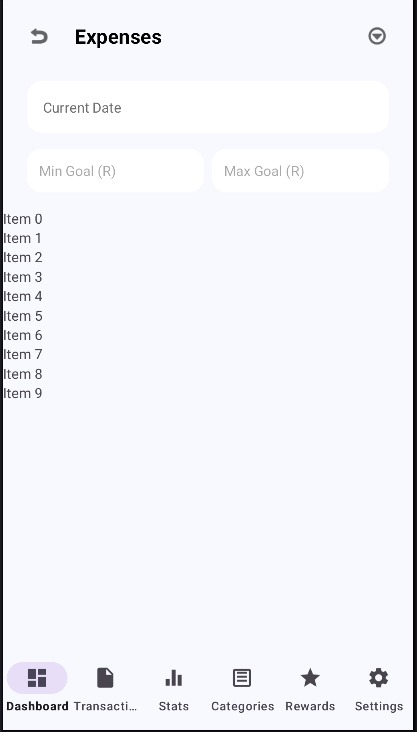 Expenses
Current Date
Min Goal (R) Max Goal (R)
Item 0
Item 1
Item 2
Item 3
Item 4
Item 5
Item 6
Item 7
Item 8
Item 9
Dashboard Transacti... Stats Categories Rewards Settings